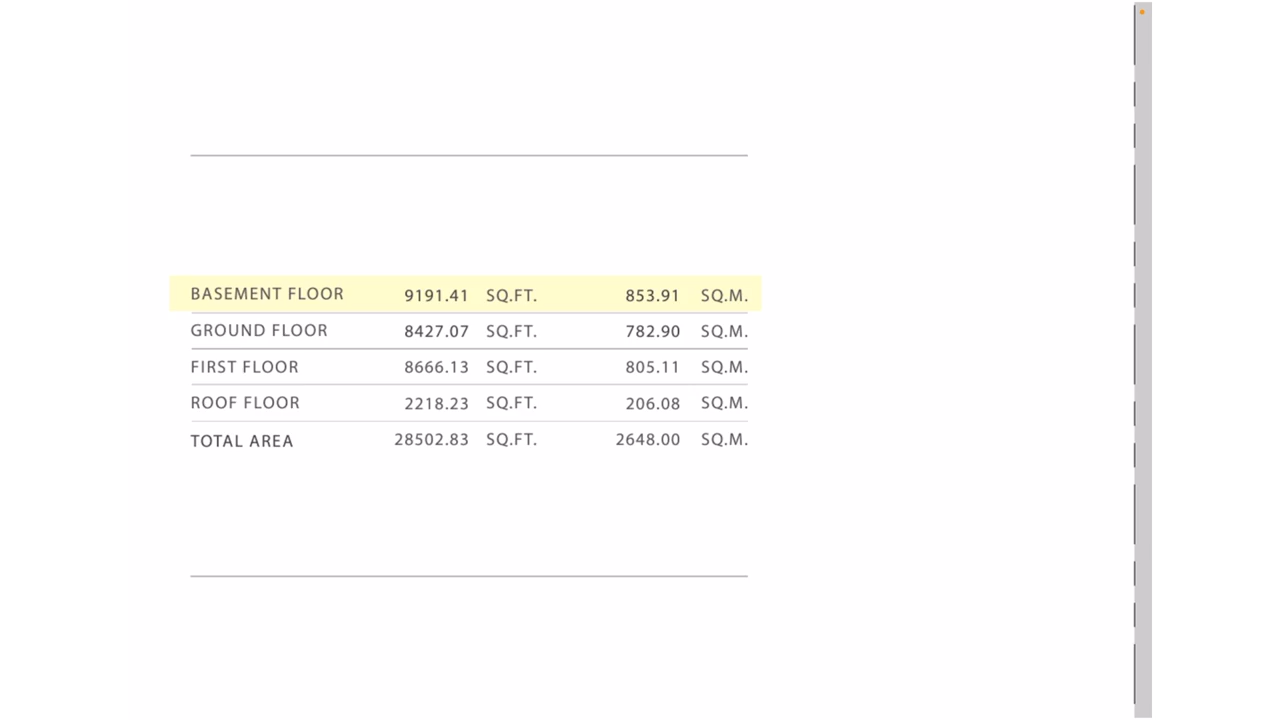 BASEMENT FLOOR 9191.41 SQ.FT. 853.91 SQ.M.
GROUND FLOOR 8427.07 SQ.FT. 782.90 SQ.M.
FIRST FLOOR 8666.13 SQ.FT. 805.11 SQ.M.
ROOF FLOOR 2218.23 SQ.FT. 206.08 SQ.M.
TOTAL AREA 28502.83 SQ.FT. 2648.00 SQ.M.